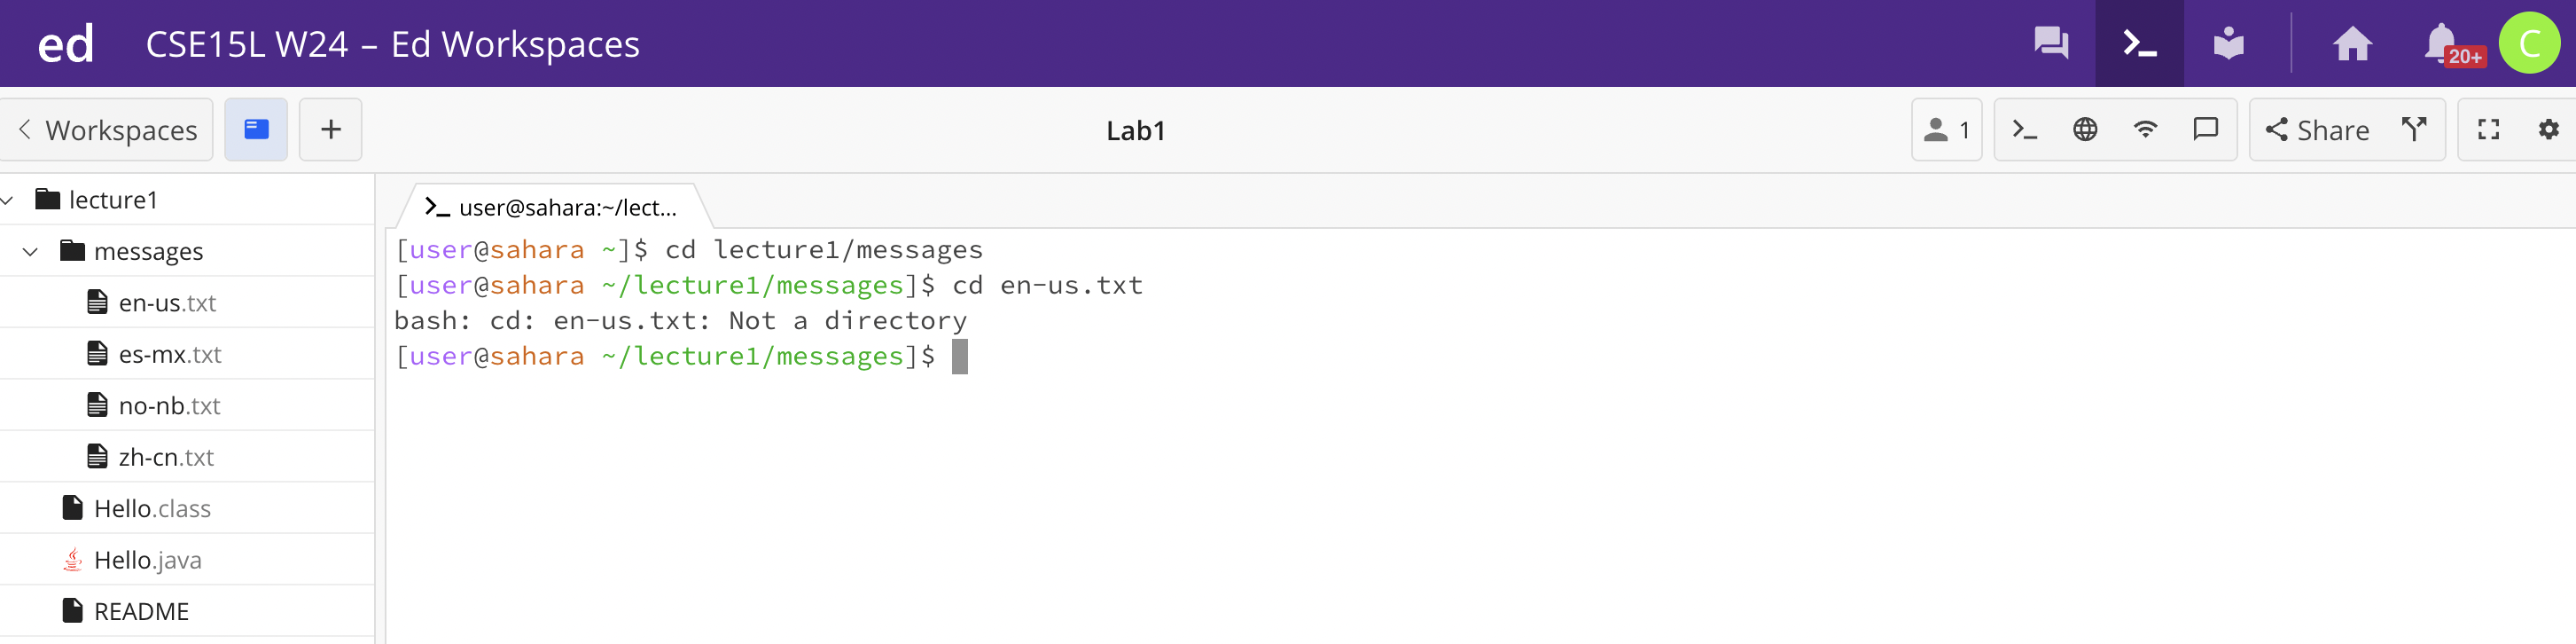 ed CSE15L W24 – Ed Workspaces 20+ C
Workspaces + Lab1 1 Share
lecture1
messages
en-us.txt
es-mx.txt
no-nb.txt
zh-cn.txt
Hello.class
Hello.java
README
user@sahara:~/lect...
[user@sahara ~]$ cd lecture1/messages
[user@sahara ~/lecture1/messages]$ cd en-us.txt
bash: cd: en-us.txt: Not a directory
[user@sahara ~/lecture1/messages]$